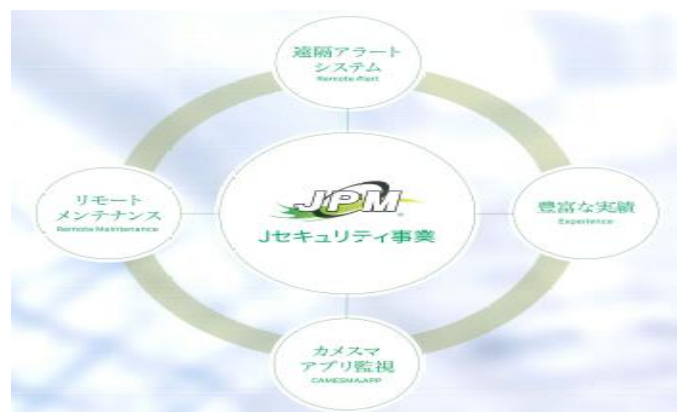 遠隔アラート
システム
Remote Alert
リモート
メンテナンス
Remote Maintenance
JPM
Jセキュリティ事業
豊富な実績
Experience
カメスマ
アプリ監視
CAMESMA APP